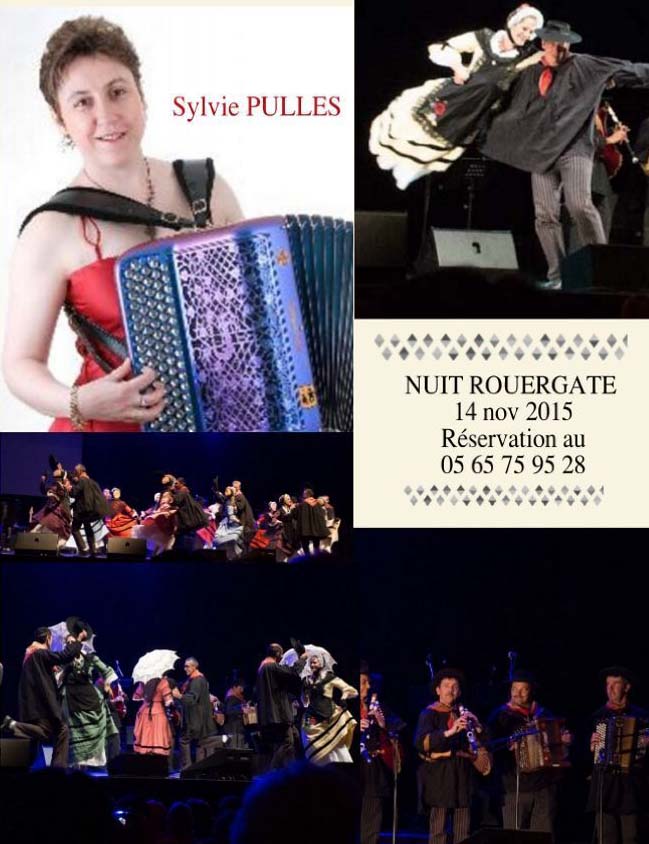 Sylvie PULLES
NUIT ROUERGATE
14 nov 2015
Réservation au
05 65 75 95 28